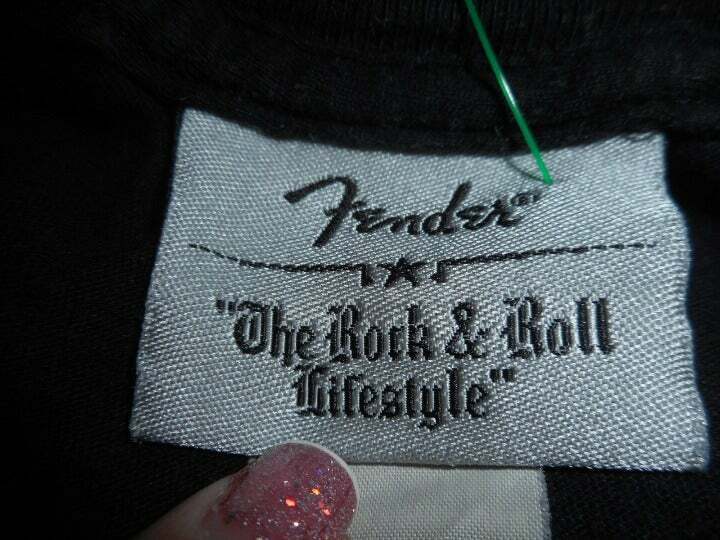 Fender®
"The Rock & Roll
Lifestyle"